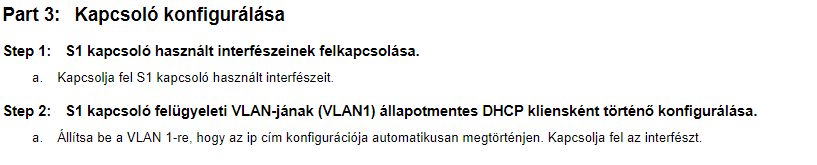 Part 3: Kapcsoló konfigurálása
Step 1: S1 kapcsoló használt interfészeinek felkapcsolása.
a. Kapcsolja fel S1 kapcsoló használt interfészeit.
Step 2: S1 kapcsoló felügyeleti VLAN-jának (VLAN1) állapotmentes DHCP kliensként történő konfigurálása.
a. Állítsa be a VLAN 1-re, hogy az ip cím konfigurációja automatikusan megtörténjen. Kapcsolja fel az interfészt.